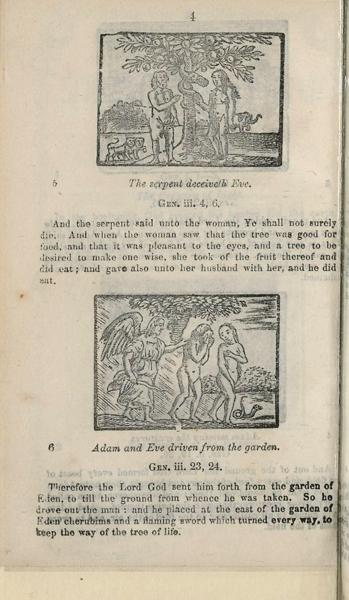 4
5 The serpent deceiveth Eve.
GEN. iii. 4, 6.
And the serpent said unto the woman, Ye shall not surely
die. And when the woman saw that the tree was good for
food, and that it was pleasant to the eyes, and a tree to be
desired to make one wise, she took of the fruit thereof and
did eat; and gave also unto her husband with her, and he did
eat.
6 Adam and Eve driven from the garden.
GEN. iii. 23, 24.
Therefore the Lord God sent him forth from the garden of
Eden, to till the ground from whence he was taken. So he
drove out the man: and he placed at the east of the garden of
Eden cherubims and a flaming sword which turned every way, to
keep the way of the tree of life.